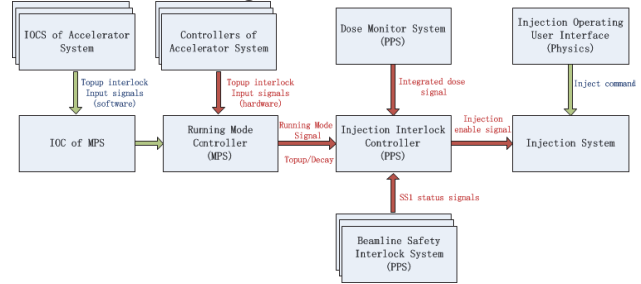 IOCS of Accelerator
System
Controllers
of Accelerator System
Dose Monitor System
(PPS)
Injection Operating
User Interface
(Physics)
Topup interlock
Input signals
(software)
Topup interlock
Input signals
(hardware)
Integrated dose
signal
Inject command
IOC of MPS
Running Mode
Controller
(MPS)
Running Mode
Signal
Topup/Decay
Injection Interlock
Controller
(PPS)
Injection
enable signal
Injection System
SS1 status signals
Beamline Safety
Interlock System
(PPS)